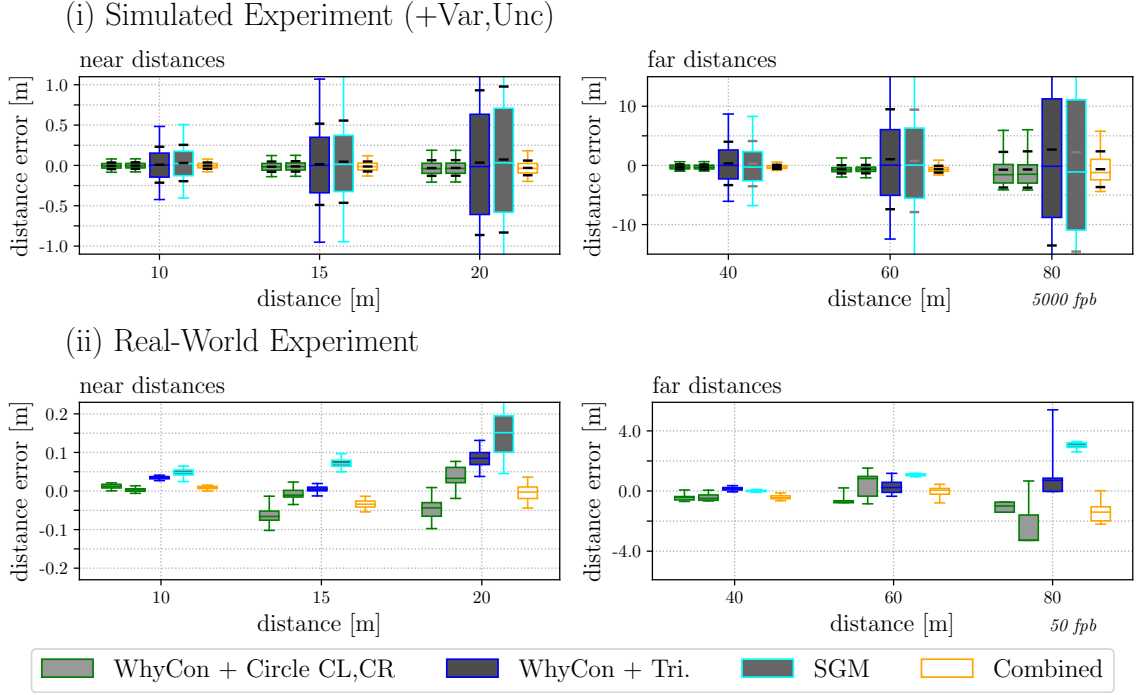 (i) Simulated Experiment (+Var,Unc)
near distances
distance error [m]
1.0
0.5
0.0
-0.5
-1.0
10
15
20
distance [m]
far distances
distance error [m]
10
0
-10
40
60
80
distance [m]
5000 fpb
(ii) Real-World Experiment
near distances
distance error [m]
0.2
0.1
0.0
-0.1
-0.2
10
15
20
distance [m]
far distances
distance error [m]
4.0
0.0
-4.0
40
60
80
distance [m]
50 fpb
WhyCon + Circle CL,CR
WhyCon + Tri.
SGM
Combined